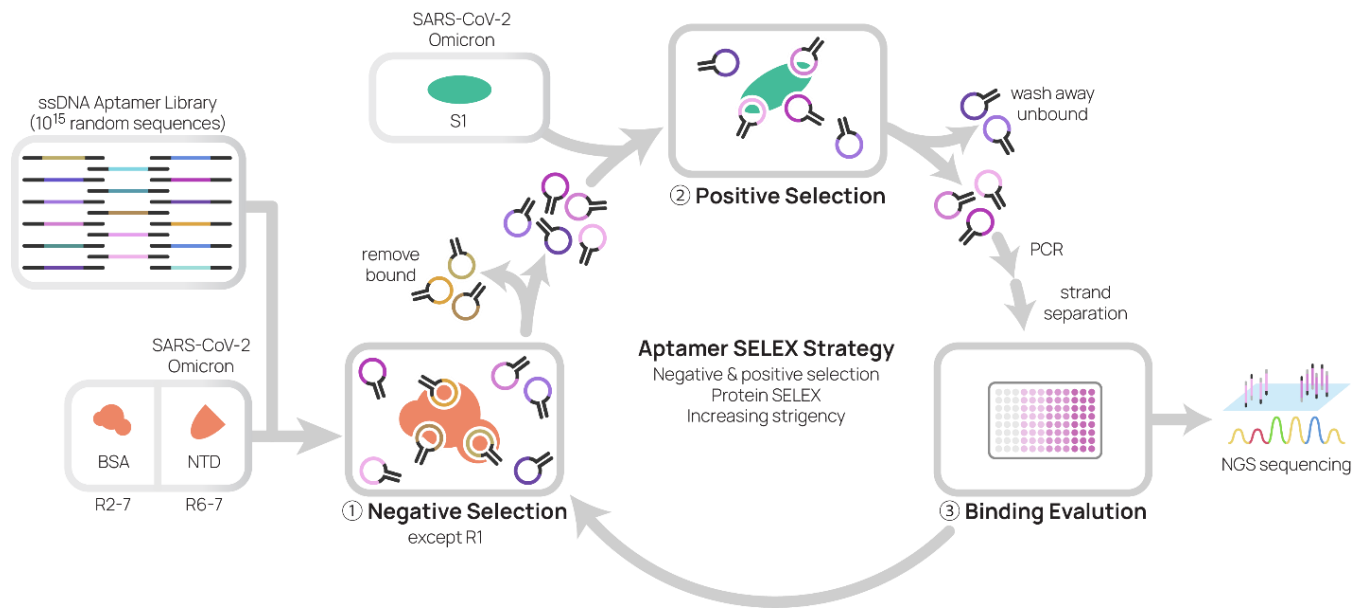 SARS-CoV-2
Omicron
S1
ssDNA Aptamer Library
(10¹⁵ random sequences)
wash away
unbound
② Positive Selection
remove
bound
PCR
strand
separation
SARS-CoV-2
Omicron
BSA
NTD
R2-7
R6-7
Aptamer SELEX Strategy
Negative & positive selection
Protein SELEX
Increasing strigency
① Negative Selection
except R1
③ Binding Evalution
NGS sequencing